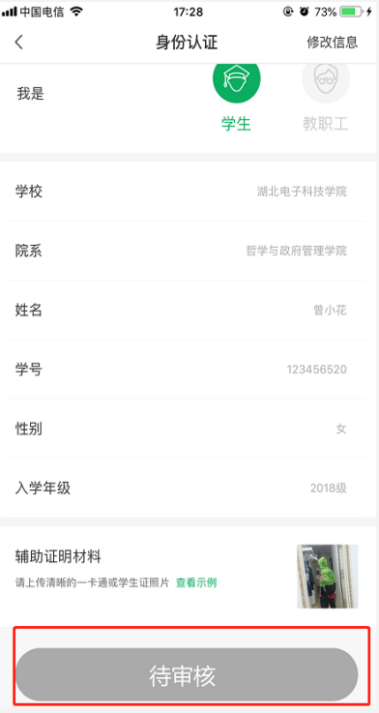 中国电信 17:28 73%
身份认证 修改信息
我是
学生 教职工
学校 湖北电子科技学院
院系 哲学与政府管理学院
姓名 曾小花
学号 123456520
性别 女
入学年级 2018级
辅助证明材料
请上传清晰的一卡通或学生证照片 查看示例
待审核